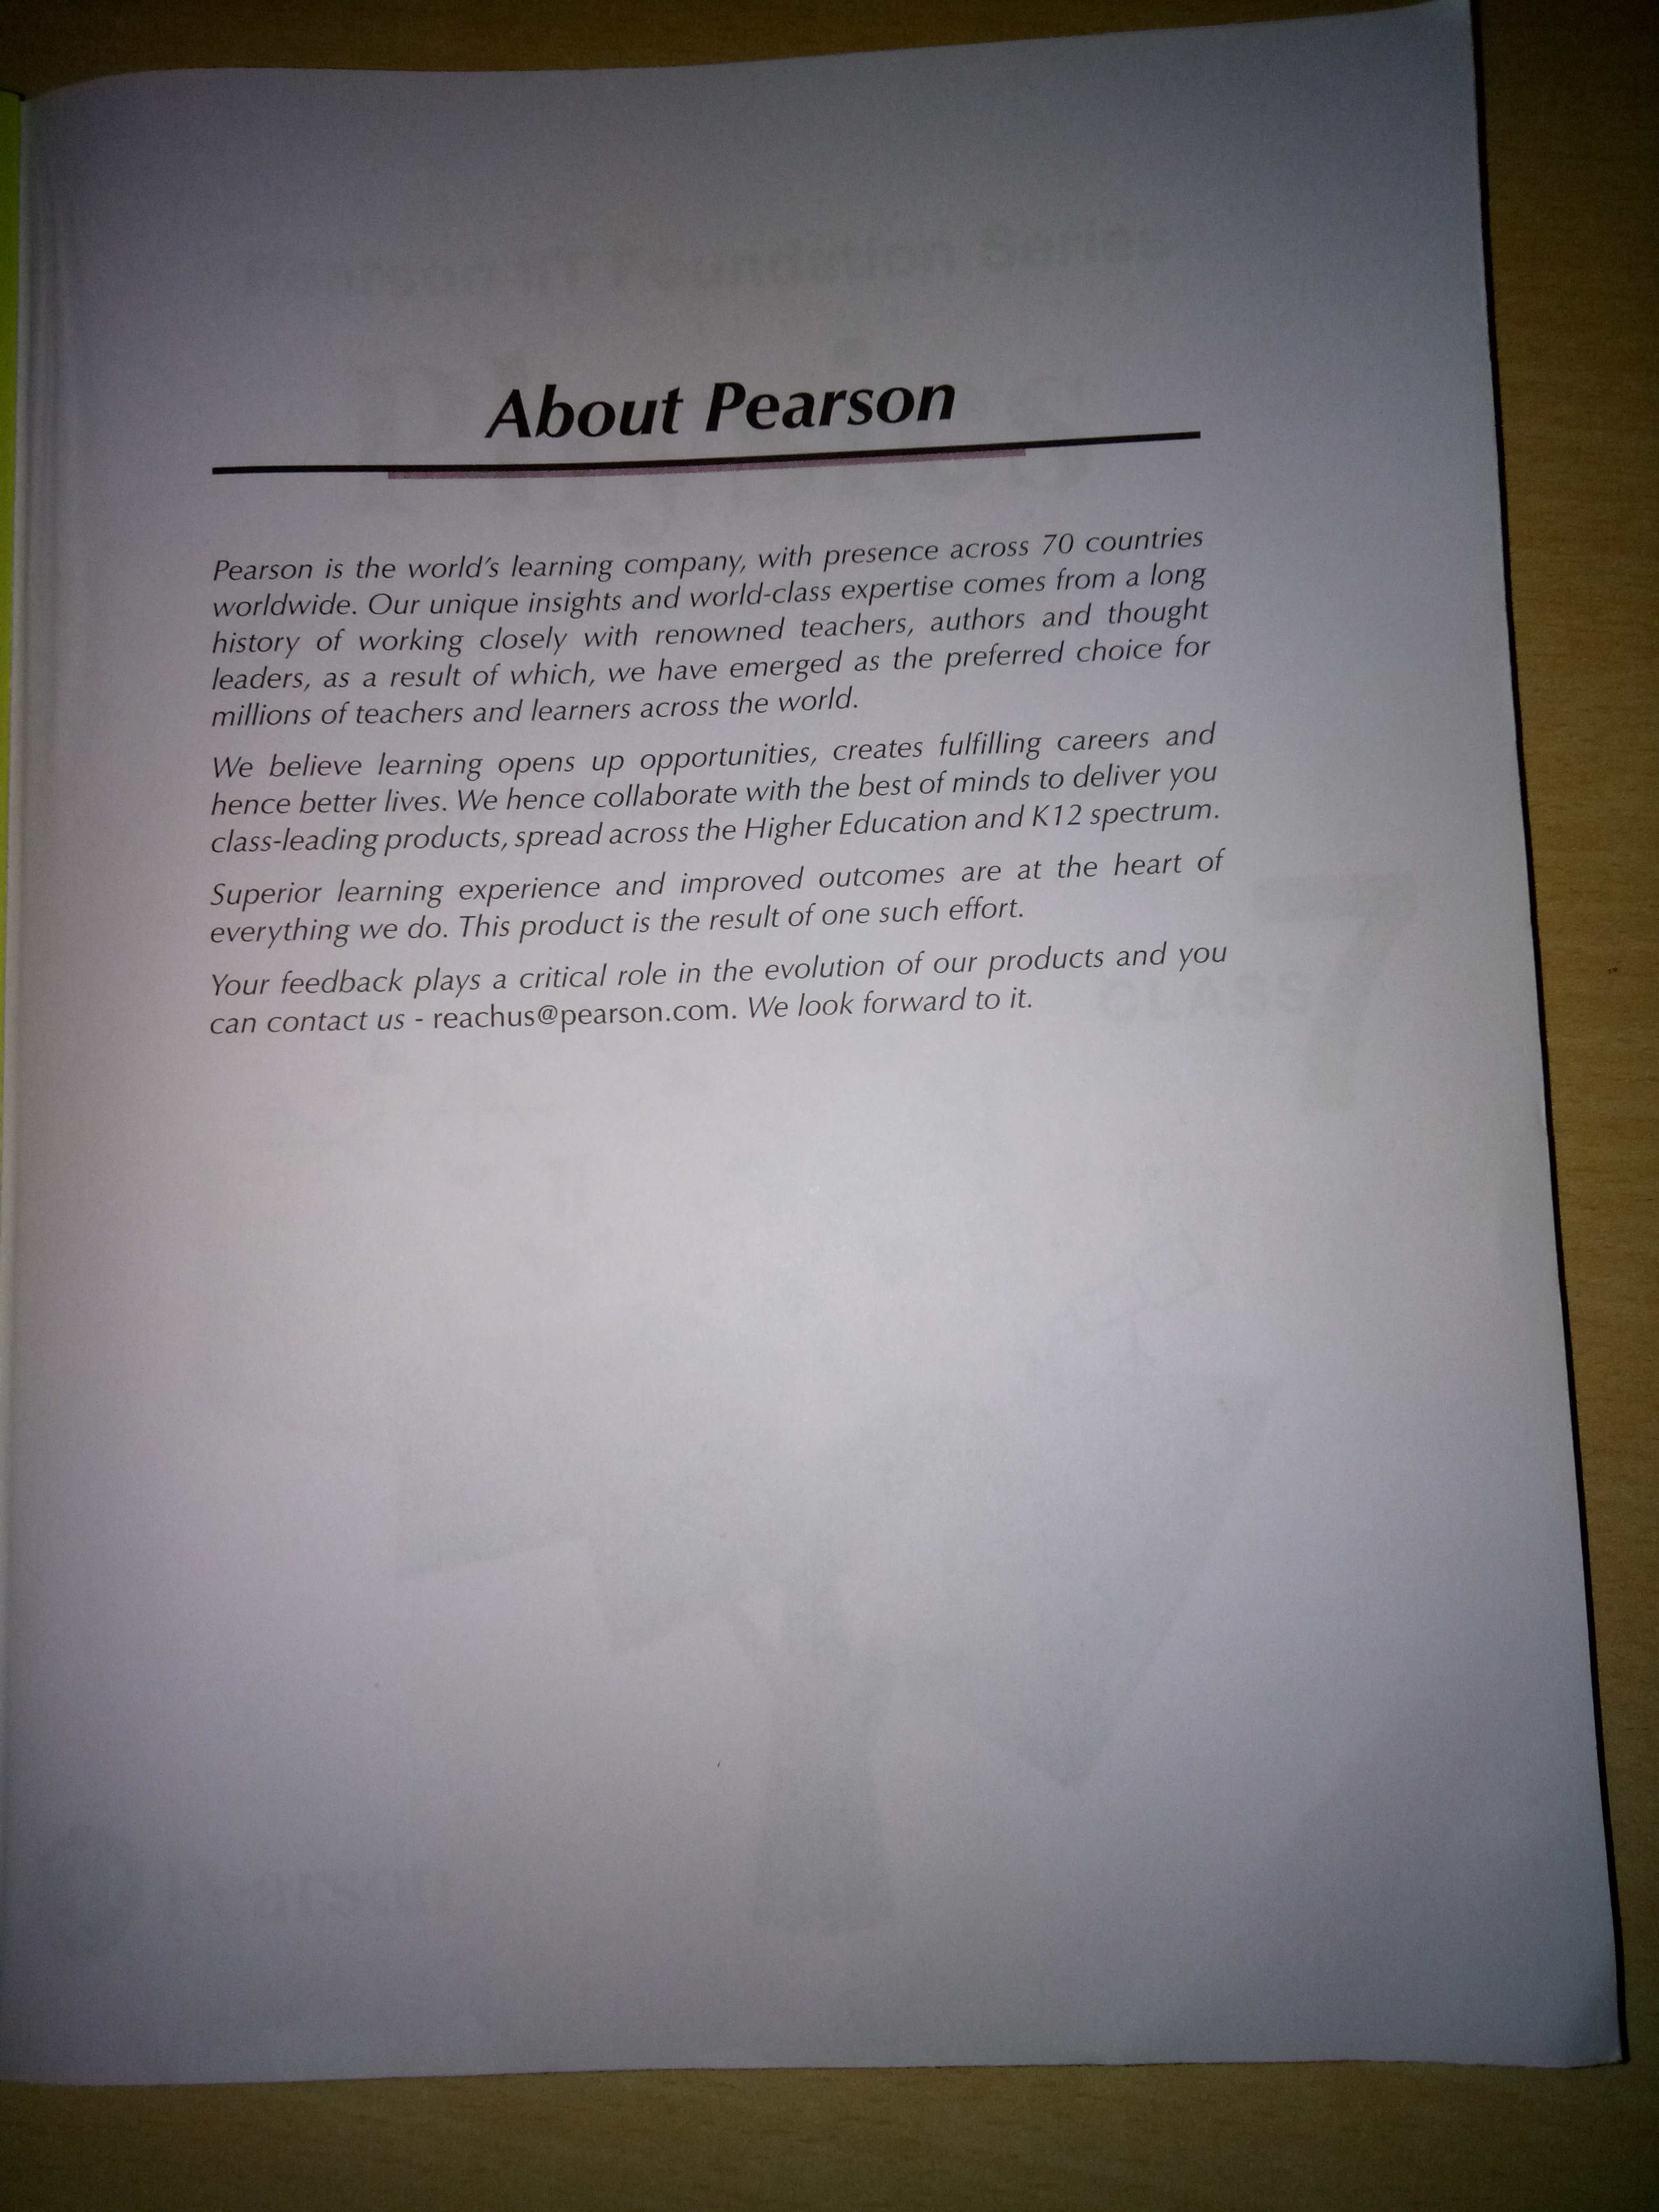 Pearson IIT Foundation Series
About Pearson
Pearson is the world's learning company, with presence across 70 countries
worldwide. Our unique insights and world-class expertise comes from a long
history of working closely with renowned teachers, authors and thought
leaders, as a result of which, we have emerged as the preferred choice for
millions of teachers and learners across the world.
We believe learning opens up opportunities, creates fulfilling careers and
hence better lives. We hence collaborate with the best of minds to deliver you
class-leading products, spread across the Higher Education and K12 spectrum.
Superior learning experience and improved outcomes are at the heart of
everything we do. This product is the result of one such effort.
Your feedback plays a critical role in the evolution of our products and you
can contact us - reachus@pearson.com. We look forward to it.